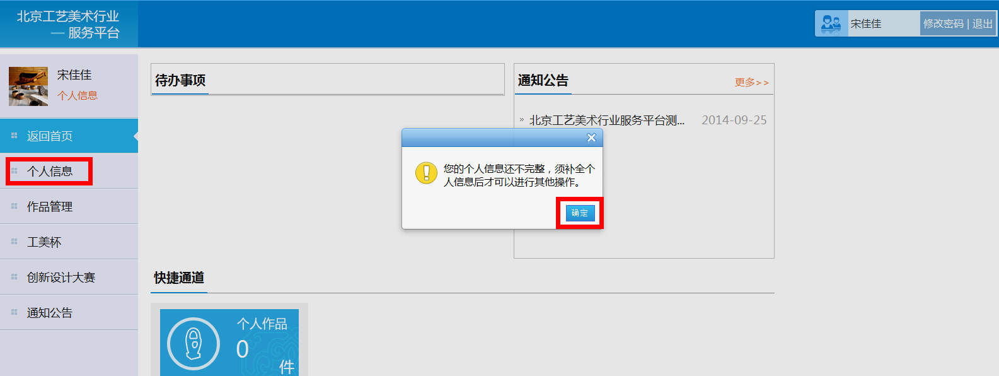 北京工艺美术行业
— 服务平台
宋佳佳
修改密码 | 退出
宋佳佳
个人信息
返回首页
个人信息
作品管理
工美杯
创新设计大赛
通知公告
待办事项
通知公告
更多>>
» 北京工艺美术行业服务平台测... 2014-09-25
您的个人信息还不完整，须补全个
人信息后才可以进行其他操作。
确定
快捷通道
个人作品
0
件